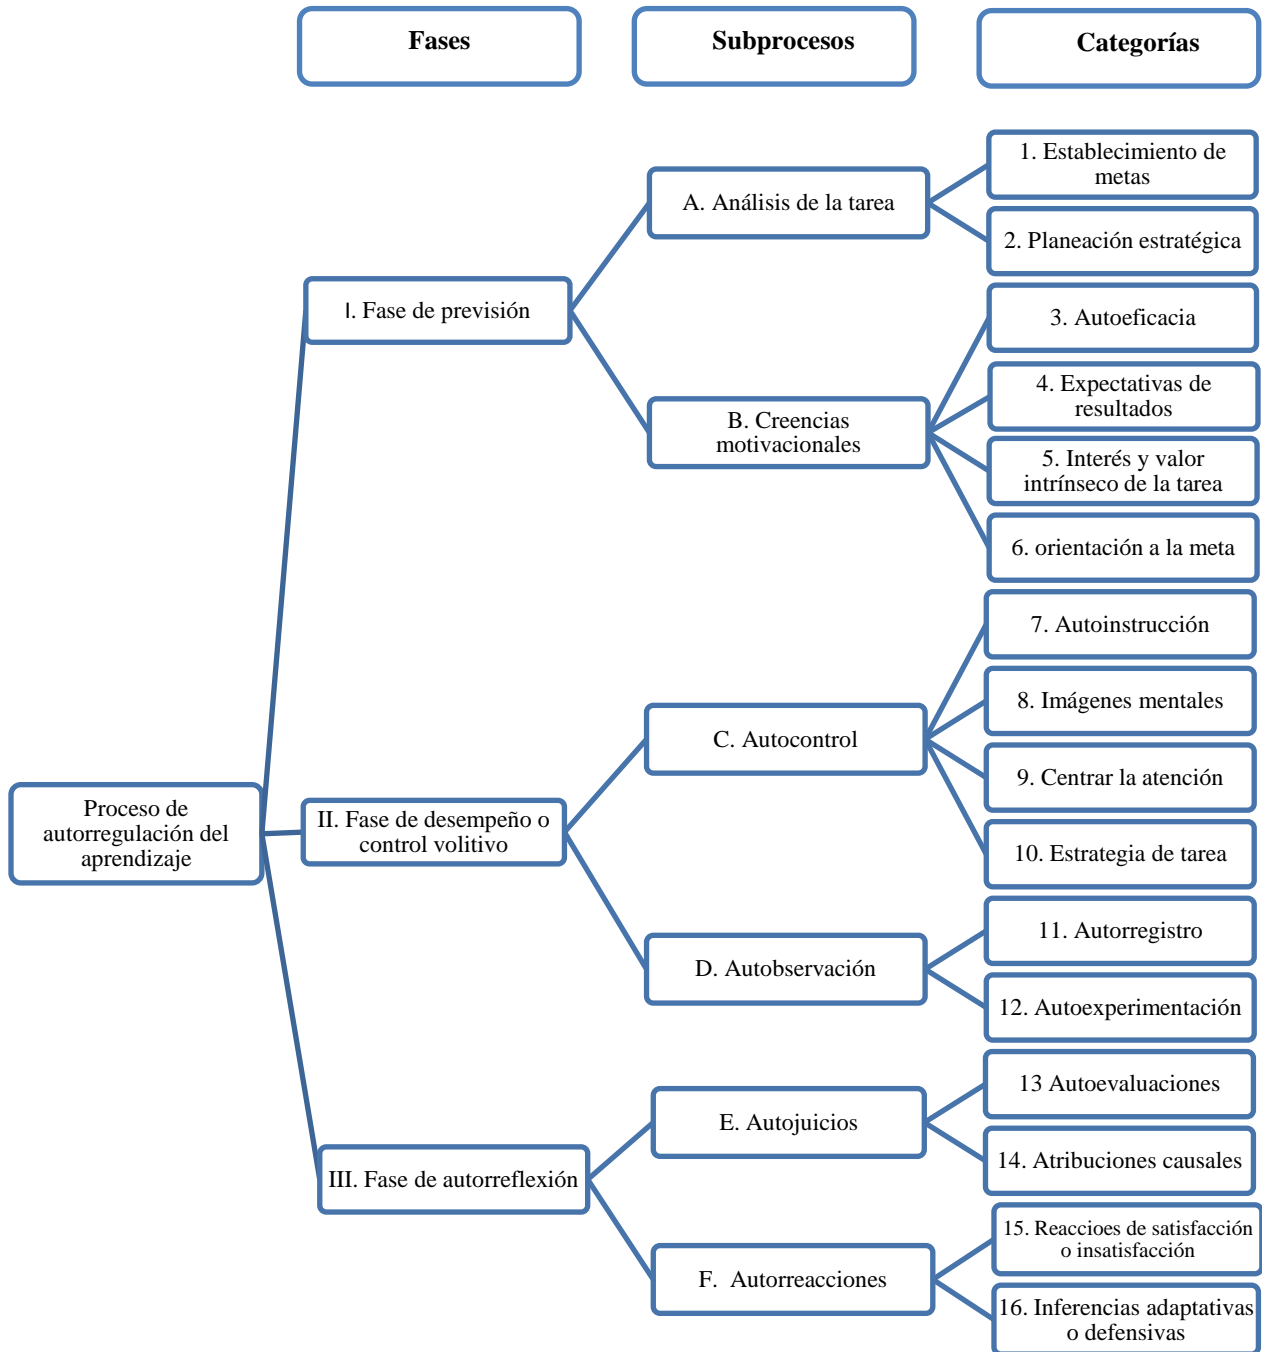 Fases
Subprocesos
Categorías
1. Establecimiento de
metas
A. Análisis de la tarea
2. Planeación estratégica
I. Fase de previsión
3. Autoeficacia
4. Expectativas de
resultados
B. Creencias
motivacionales
5. Interés y valor
intrínseco de la tarea
6. orientación a la meta
7. Autoinstrucción
8. Imágenes mentales
C. Autocontrol
9. Centrar la atención
Proceso de
autorregulación del
aprendizaje
II. Fase de desempeño o
control volitivo
10. Estrategia de tarea
11. Autorregistro
D. Autobservación
12. Autoexperimentación
13 Autoevaluaciones
E. Autojuicios
14. Atribuciones causales
III. Fase de autorreflexión
15. Reaccioes de satisfacción
o insatisfacción
F. Autorreacciones
16. Inferencias adaptativas
o defensivas